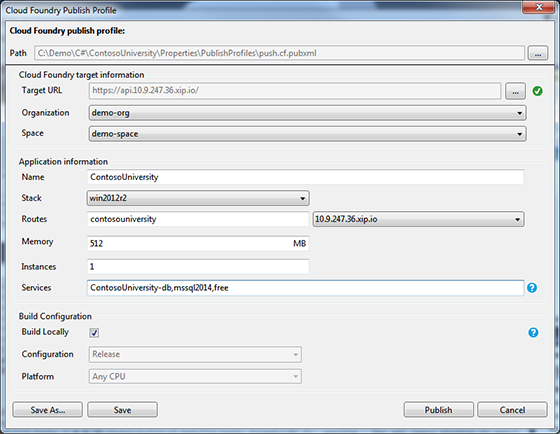 Cloud Foundry Publish Profile
Cloud Foundry publish profile:
Path C:\Demo\C#\ContosoUniversity\Properties\PublishProfiles\push.cf.pubxml ...
Cloud Foundry target information
Target URL https://api.10.9.247.36.xip.io/ ...
Organization demo-org
Space demo-space
Application information
Name ContosoUniversity
Stack win2012r2
Routes contosouniversity 10.9.247.36.xip.io
Memory 512 MB
Instances 1
Services ContosoUniversity-db,mssql2014,free ?
Build Configuration
Build Locally ?
Configuration Release
Platform Any CPU
Save As... Save Publish Cancel